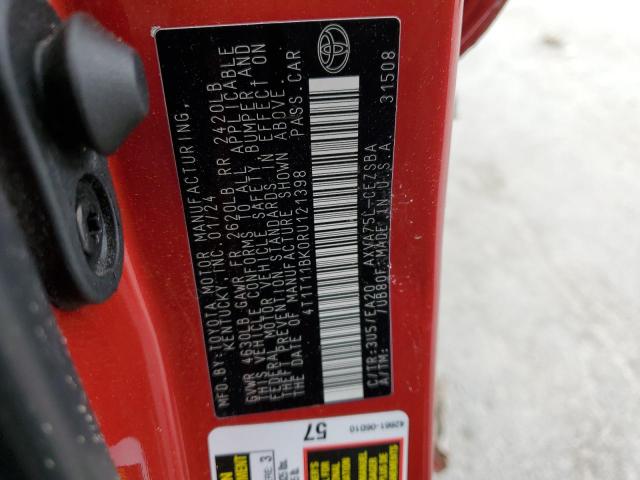 MFD.BY:TOYOTA MOTOR MANUFACTURING,
KENTUCKY, INC. 01/24
GVWR 4630LB GAWR FR 2620LB RR 2420LB
THIS VEHICLE CONFORMS TO ALL APPLICABLE
FEDERAL MOTOR VEHICLE SAFETY, BUMPER AND
THEFT PREVENTION STANDARDS IN EFFECT ON
THE DATE OF MANUFACTURE SHOWN ABOVE.
4T1T11BK0RU121398 PASS.CAR
C/TR:3U5/EA20 AXVA75L-CEZSBA
A/TM: 7UB80F MADE IN U.S.A. 31508
57
42661-06010